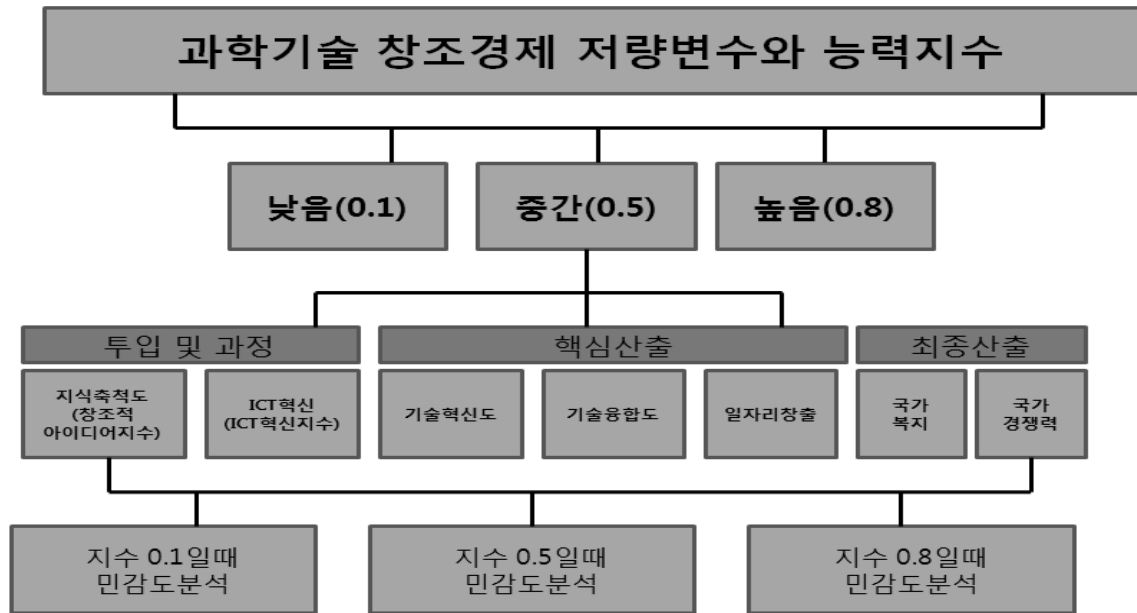 과학기술 창조경제 저량변수와 능력지수
낮음(0.1)
중간(0.5)
높음(0.8)
투입 및 과정
핵심산출
최종산출
지식축척도
(창조적
아이디어지수)
ICT혁신
(ICT혁신지수)
기술혁신도
기술융합도
일자리창출
국가
복지
국가
경쟁력
지수 0.1일때
민감도분석
지수 0.5일때
민감도분석
지수 0.8일때
민감도분석